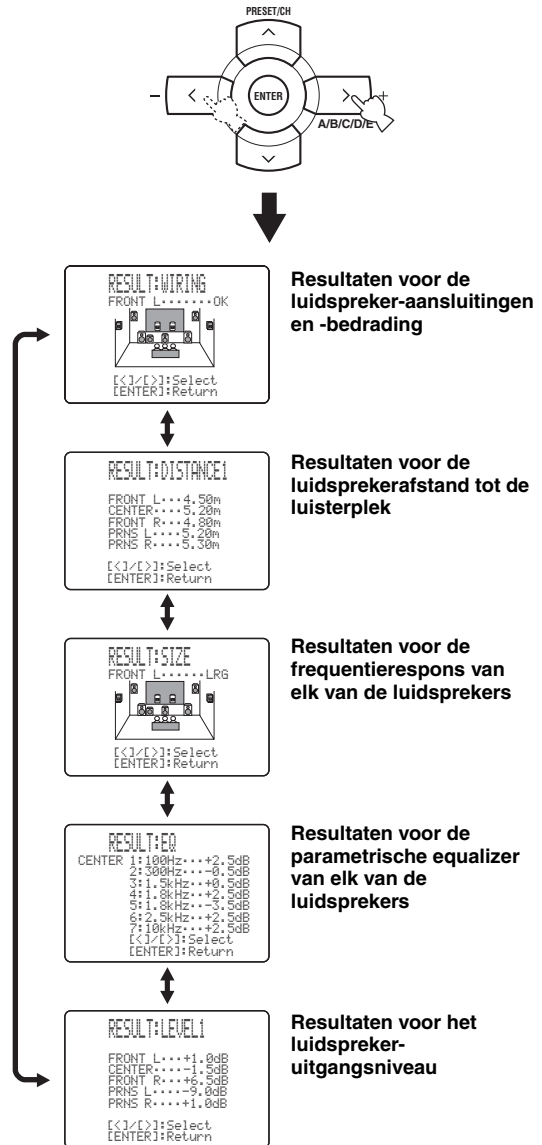 PRESET/CH
–
<
ENTER
>
+
A/B/C/D/E
RESULT:WIRING
FRONT L·······OK
[<]/[>]:Select
[ENTER]:Return
Resultaten voor de
luidspreker-aansluitingen
en -bedrading
RESULT:DISTANCE1
FRONT L···4.50m
CENTER····5.20m
FRONT R···4.80m
PRNS L····5.20m
PRNS R····5.30m
[<]/[>]:Select
[ENTER]:Return
Resultaten voor de
luidsprekerafstand tot de
luisterplek
RESULT:SIZE
FRONT L······LRG
[<]/[>]:Select
[ENTER]:Return
Resultaten voor de
frequentierespons van
elk van de luidsprekers
RESULT:EQ
CENTER 1:100Hz···+2.5dB
2:300Hz···-0.5dB
3:1.5kHz··+0.5dB
4:1.8kHz··+2.5dB
5:1.8kHz··-3.5dB
6:2.5kHz··+2.5dB
7:10kHz···+2.5dB
[<]/[>]:Select
[ENTER]:Return
Resultaten voor de
parametrische equalizer
van elk van de
luidsprekers
RESULT:LEVEL1
FRONT L···+1.0dB
CENTER····-1.5dB
FRONT R···+6.5dB
PRNS L····-9.0dB
PRNS R····+1.0dB
[<]/[>]:Select
[ENTER]:Return
Resultaten voor het
luidspreker-
uitgangsniveau